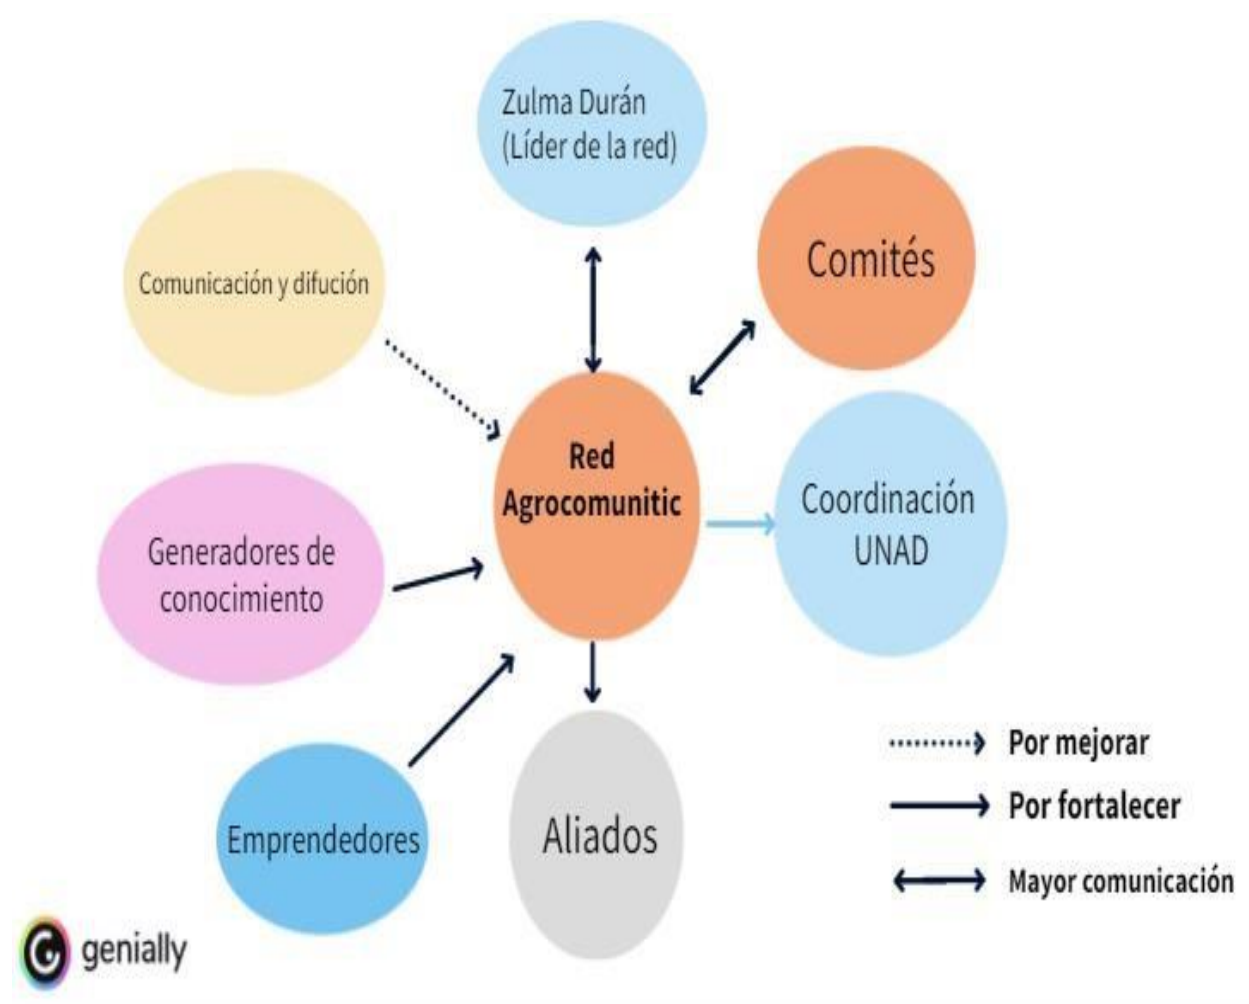 Zulma Durán
(Líder de la red)
Comités
Comunicación y difución
Red
Agrocomunitic
Coordinación
UNAD
Generadores de
conocimiento
Emprendedores
Aliados
Por mejorar
Por fortalecer
Mayor comunicación
genially